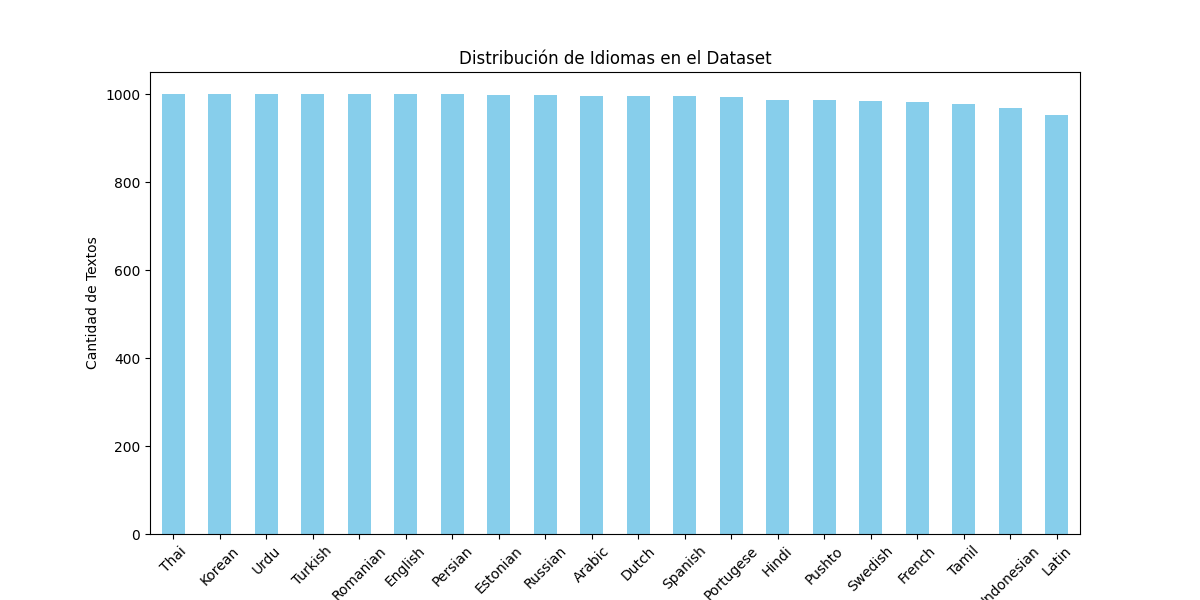 Distribución de Idiomas en el Dataset
Cantidad de Textos
1000
800
600
400
200
0
Thai
Korean
Urdu
Turkish
Romanian
English
Persian
Estonian
Russian
Arabic
Dutch
Spanish
Portugese
Hindi
Pushto
Swedish
French
Tamil
Indonesian
Latin